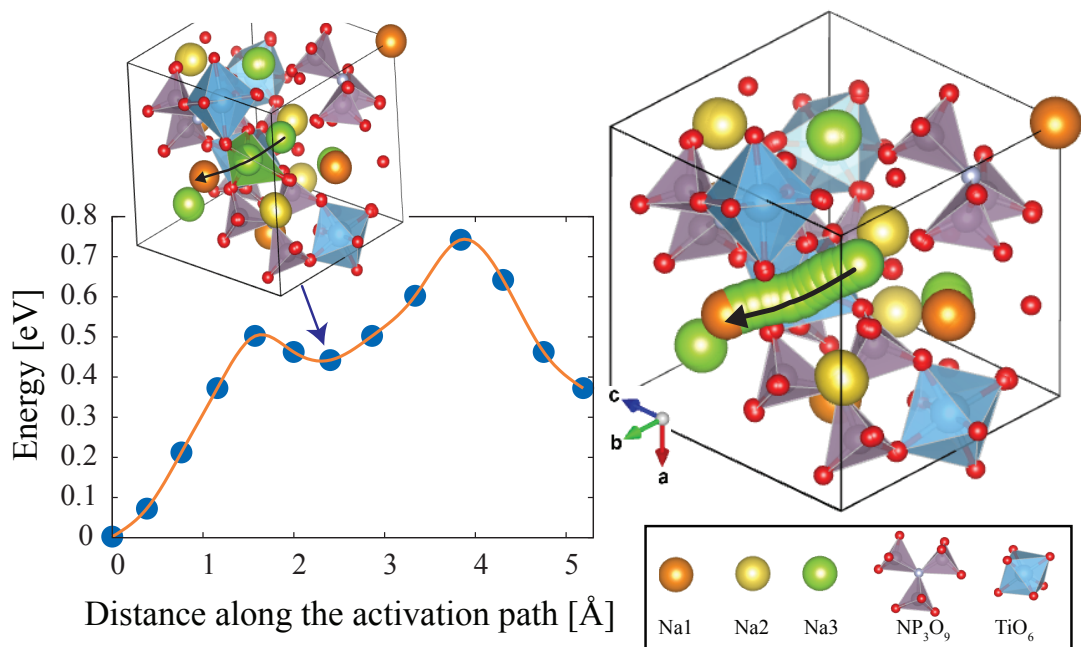 0.8
0.7
0.6
0.5
0.4
0.3
0.2
0.1
0
Energy [eV]
0 1 2 3 4 5
Distance along the activation path [Å]
c
b
a
Na1 Na2 Na3 NP₃O₉ TiO₆